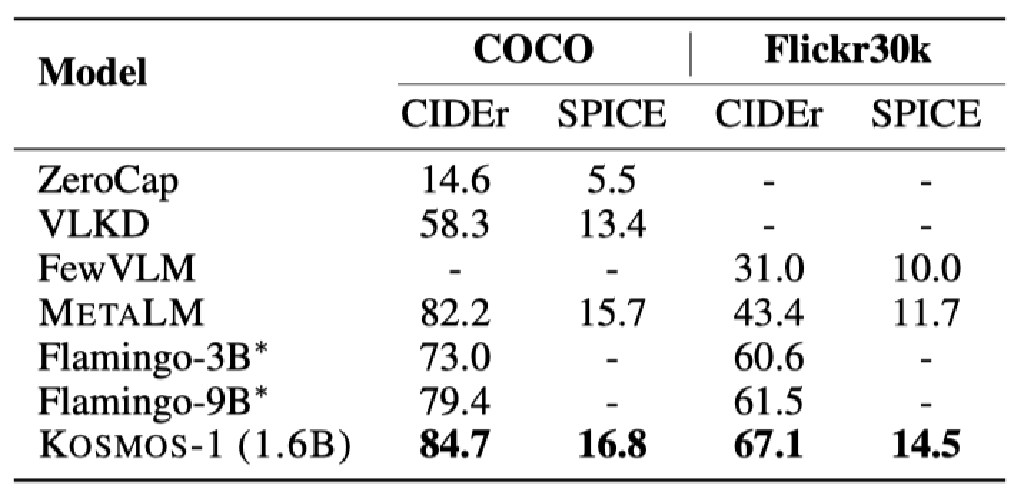 Model COCO Flickr30k
CIDEr SPICE CIDEr SPICE
ZeroCap 14.6 5.5 - -
VLKD 58.3 13.4 - -
FewVLM - - 31.0 10.0
METALM 82.2 15.7 43.4 11.7
Flamingo-3B* 73.0 - 60.6 -
Flamingo-9B* 79.4 - 61.5 -
KOSMOS-1 (1.6B) 84.7 16.8 67.1 14.5